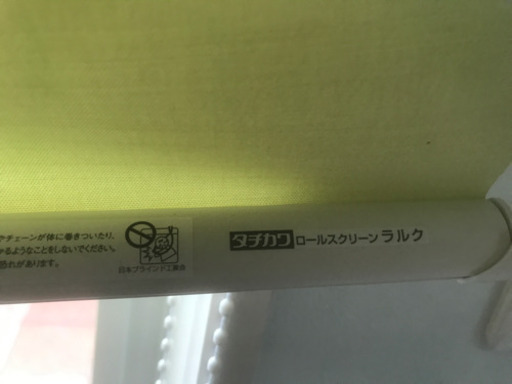 チェーンが体に巻きついたり、
るようなことをしないでください。
恐れがあります。
日本ブラインド工業会
タチカワ ロールスクリーン ラルク